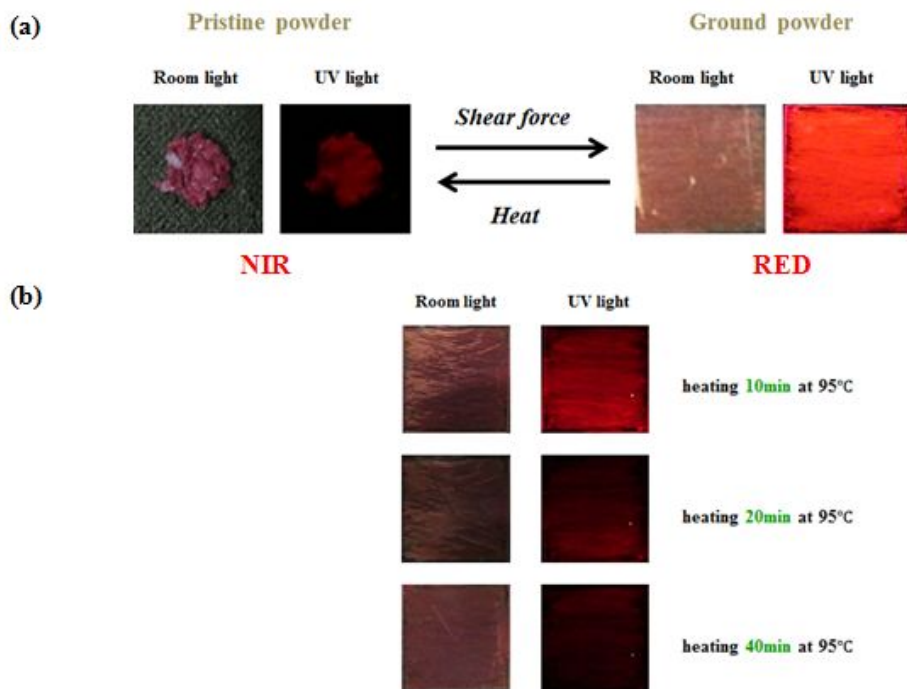 (a)
Pristine powder
Ground powder
Room light
UV light
Room light
UV light
Shear force
Heat
NIR
RED
(b)
Room light
UV light
heating 10min at 95℃
heating 20min at 95℃
heating 40min at 95℃